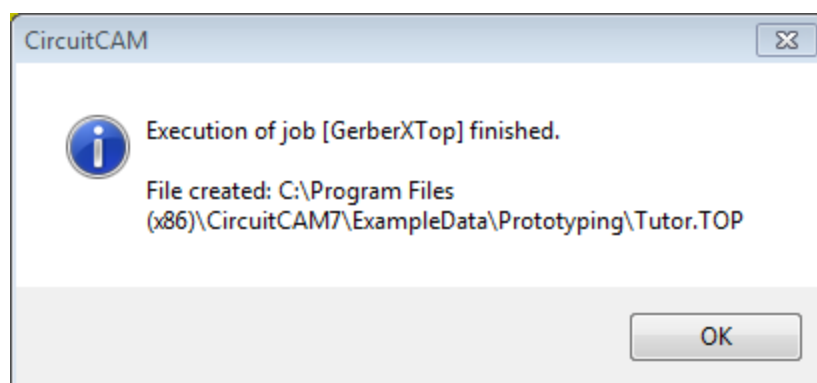 CircuitCAM
Execution of job [GerberXTop] finished.
File created: C:\Program Files
(x86)\CircuitCAM7\ExampleData\Prototyping\Tutor.TOP
OK